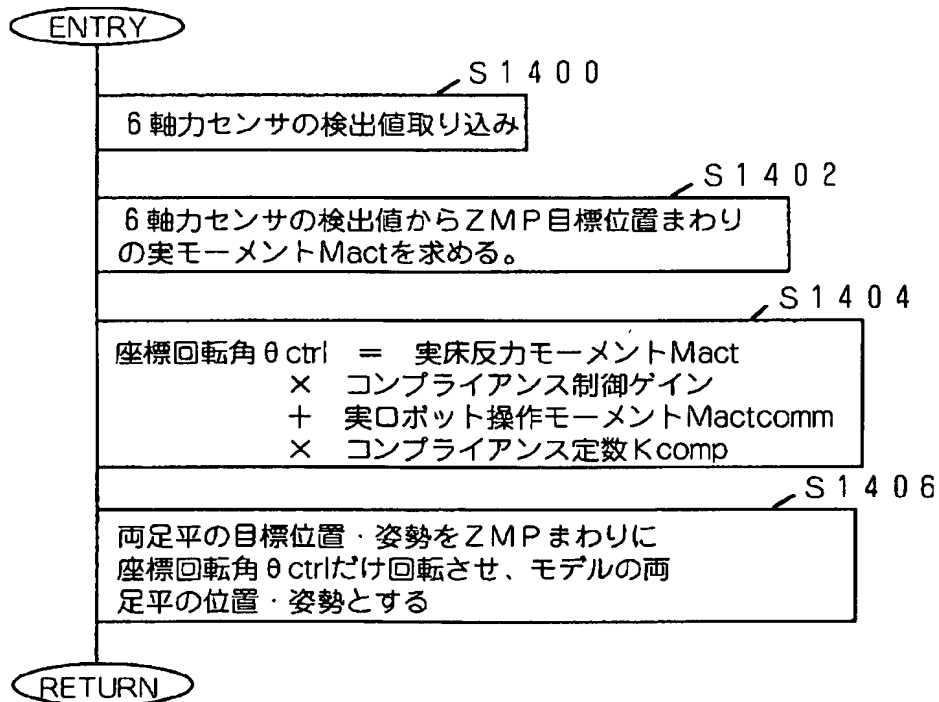 ENTRY
S1400
6軸力センサの検出値取り込み
S1402
6軸力センサの検出値からZMP目標位置まわり
の実モーメントMactを求める。
S1404
座標回転角θctrl = 実床反力モーメントMact
× コンプライアンス制御ゲイン
+ 実ロボット操作モーメントMactcomm
× コンプライアンス定数Kcomp
S1406
両足平の目標位置・姿勢をZMPまわりに
座標回転角θctrlだけ回転させ、モデルの両
足平の位置・姿勢とする
RETURN